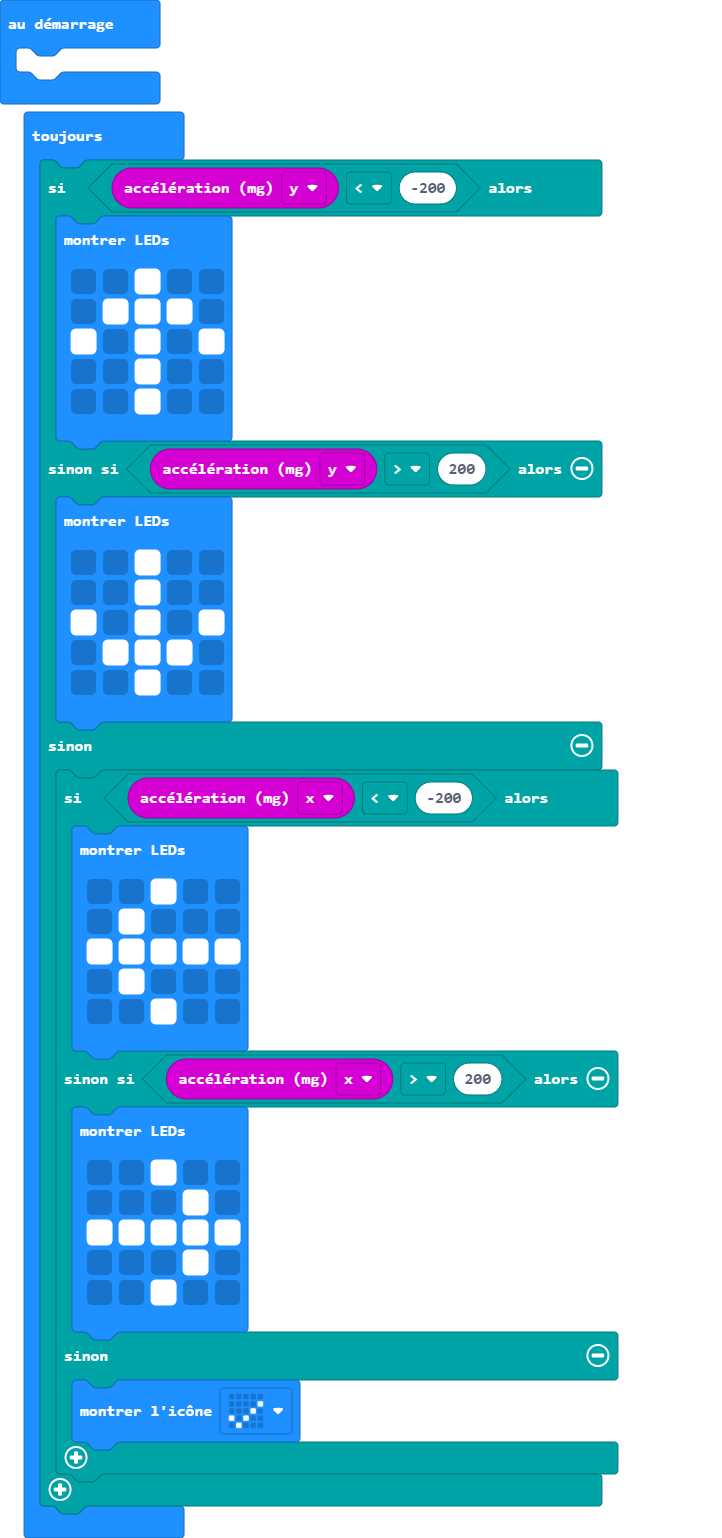 au démarrage
toujours
si accélération (mg) y < -200 alors
montrer LEDs
sinon si accélération (mg) y > 200 alors
montrer LEDs
sinon
si accélération (mg) x < -200 alors
montrer LEDs
sinon si accélération (mg) x > 200 alors
montrer LEDs
sinon
montrer l'icône